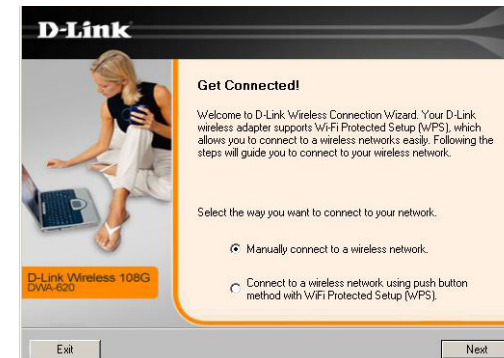 D-Link
Get Connected!
Welcome to D-Link Wireless Connection Wizard. Your D-Link
wireless adapter supports Wi-Fi Protected Setup (WPS), which
allows you to connect to a wireless networks easily. Following the
steps will guide you to connect to your wireless network.
Select the way you want to connect to your network.
Manually connect to a wireless network.
Connect to a wireless network using push button
method with WiFi Protected Setup (WPS).
D-Link Wireless 108G
DWA-620
Exit
Next